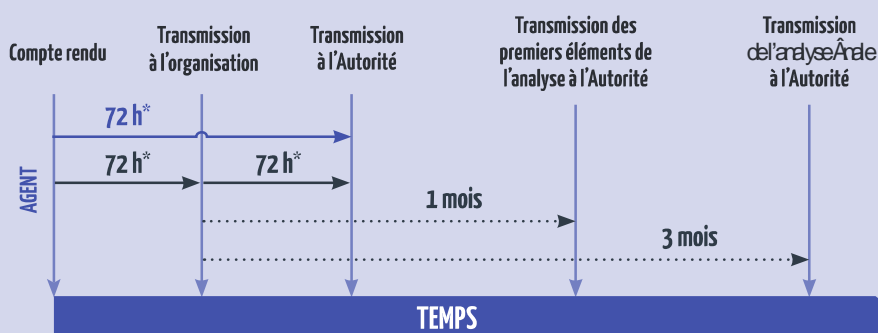 Compte rendu
Transmission
à l'organisation
Transmission
à l'Autorité
Transmission des
premiers éléments de
l'analyse à l'Autorité
Transmission
de l'analyse Ânale
à l'Autorité
72 h*
72 h*
72 h*
1 mois
3 mois
AGENT
TEMPS